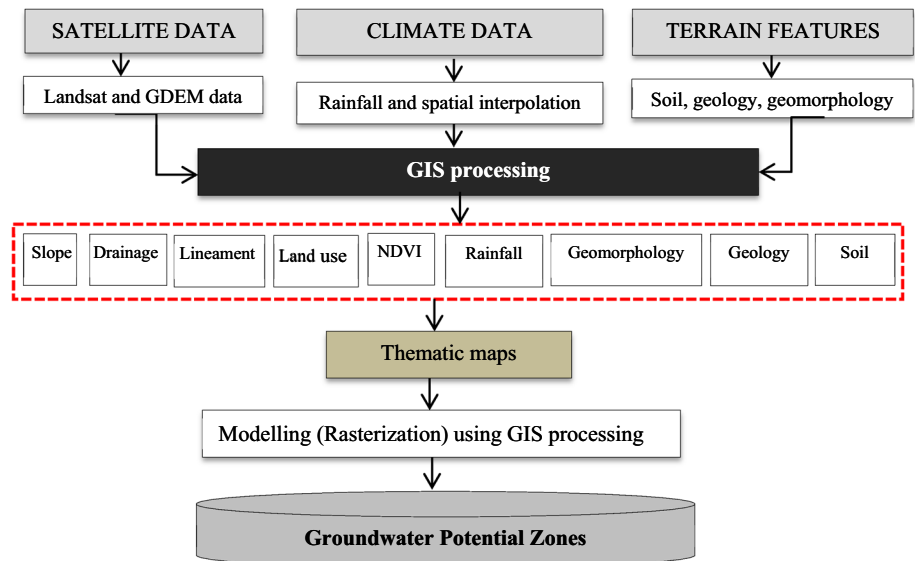 SATELLITE DATA
CLIMATE DATA
TERRAIN FEATURES
Landsat and GDEM data
Rainfall and spatial interpolation
Soil, geology, geomorphology
GIS processing
Slope
Drainage
Lineament
Land use
NDVI
Rainfall
Geomorphology
Geology
Soil
Thematic maps
Modelling (Rasterization) using GIS processing
Groundwater Potential Zones